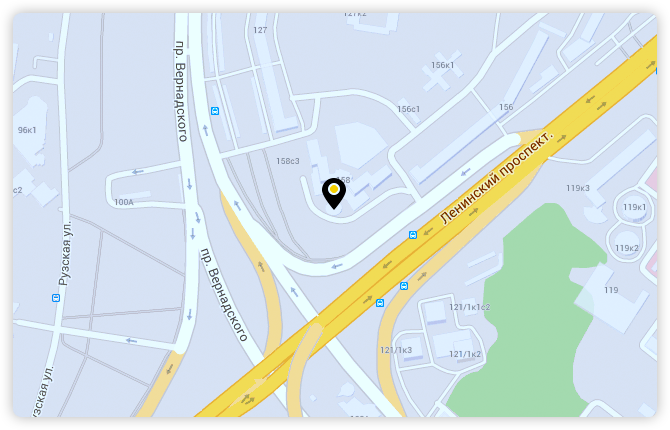 121к2
127
пр. Вернадского
156к1
156с1
156
96к1
158с3
158
с2
100А
119к3
119к1
119к2
119
Ленинский проспект.
Рузская ул.
пр. Вернадского
121/1к1с2
121/1к3
121/1к2
узская ул.